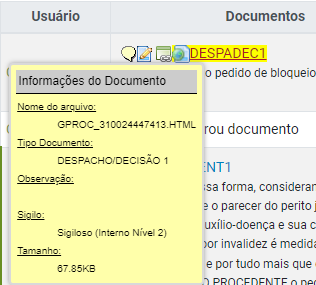 Usuário Documentos
DESPADEC1
o pedido de bloqueio
Informações do Documento
Nome do arquivo:
GPROC_310024447413.HTML
rou documento
Tipo Documento:
DESPACHO/DECISÃO 1
ENT1
Observação:
ssa forma, consideran
e o parecer do perito j
Sigilo:
uxílio-doença e sua c
Sigiloso (Interno Nível 2)
por invalidez é medida
Tamanho:
e por tudo mais que
67.85KB
O PROCEDENTE o pe